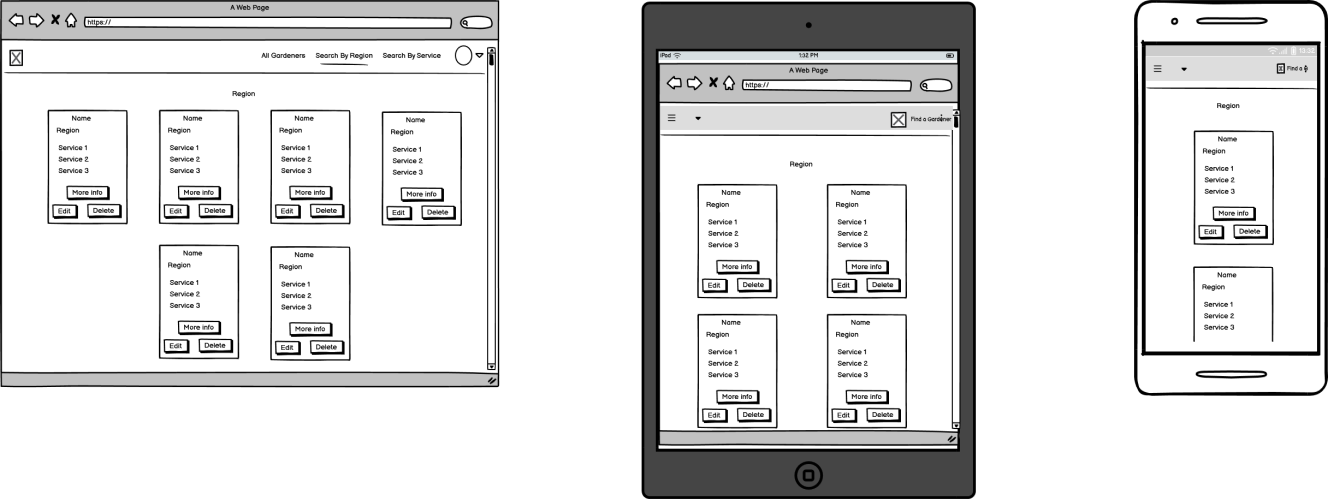 A Web Page
https://
All Gardeners Search By Region Search By Service
Region
Name Name Name Name
Region Region Region Region
Service 1 Service 1 Service 1 Service 1
Service 2 Service 2 Service 2 Service 2
Service 3 Service 3 Service 3 Service 3
More info More info More info More info
Edit Delete Edit Delete Edit Delete Edit Delete
Name Name
Region Region
Service 1 Service 1
Service 2 Service 2
Service 3 Service 3
More info More info
Edit Delete Edit Delete
iPad 1:32 PM
A Web Page
https://
Find a Gardener
Region
Name Name
Region Region
Service 1 Service 1
Service 2 Service 2
Service 3 Service 3
More info More info
Edit Delete Edit Delete
Name Name
Region Region
Service 1 Service 1
Service 2 Service 2
Service 3 Service 3
More info More info
Edit Delete Edit Delete
Find a
Region
Name
Region
Service 1
Service 2
Service 3
More info
Edit Delete
Name
Region
Service 1
Service 2
Service 3